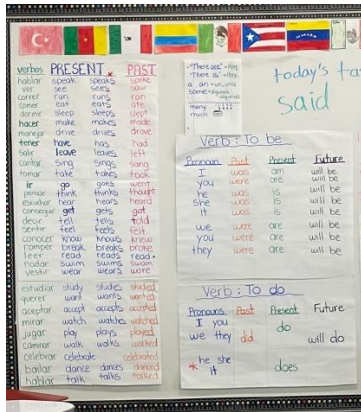 verbos PRESENT PAST
hablar speak speaks spoke
ver see sees saw
correr run runs ran
comer eat eats ate
dormir sleep sleeps slept
hacer make makes made
manejar drive drives drove
tener have has had
salir leave leaves left
cantar sing sings sang
tomar take takes took
ir go goes went
pensar think thinks thought
escuchar hear hears heard
conseguir get gets got
decir tell tells told
sentir feel feels felt
conocer know knows knew
romper break breaks broke
leer read reads read
nadar swim swims swam
vestir wear wears wore
estudiar study studies studied
querer want wants wanted
aceptar accept accepts accepted
mirar watch watches watched
jugar play plays played
caminar walk walks walked
celebrar celebrate celebrated
bailar dance dances danced
hablar talk talks talked
"There are"
"There is"
a, an
some
many
much
today's ta
said
Verb: To be
Pronoun Past Present Future
I was am will be
you were are will be
he was is will be
she was is will be
it was is will be
we were are will be
you were are will be
they were are will be
Verb: To do
Pronouns Past Present Future
I you
we they did do will do
* he she
it does